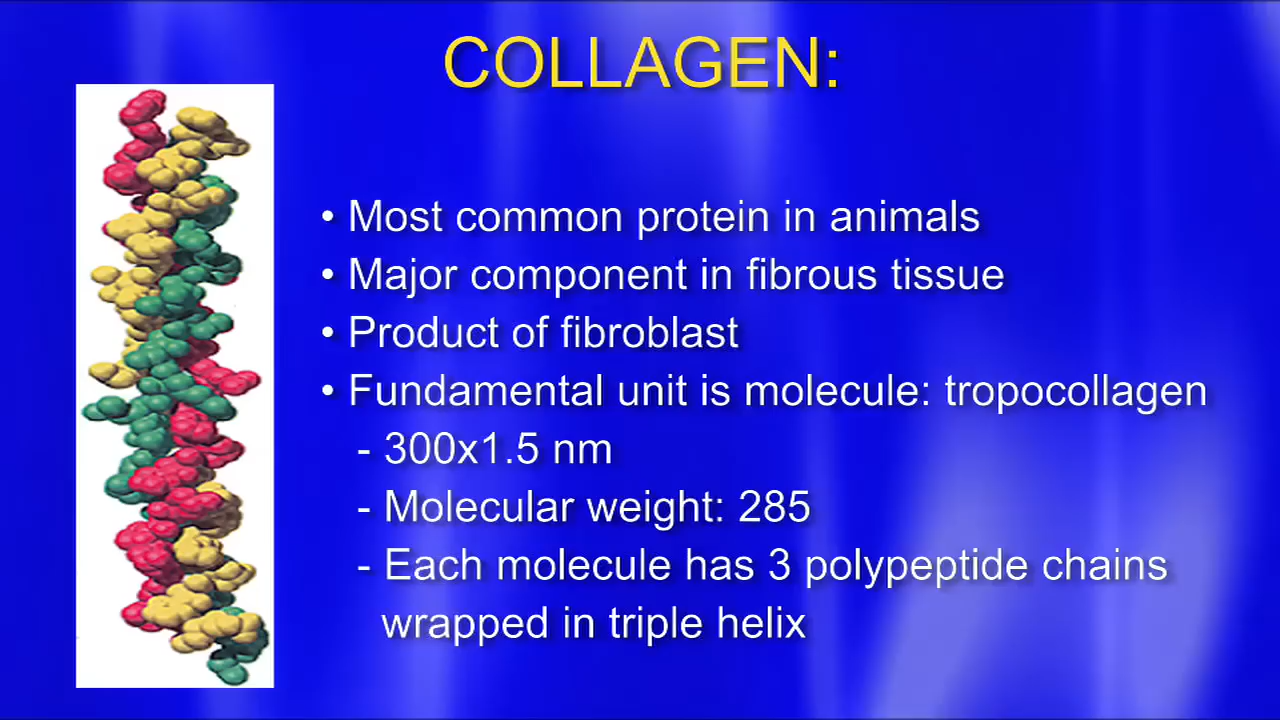 COLLAGEN:
• Most common protein in animals
• Major component in fibrous tissue
• Product of fibroblast
• Fundamental unit is molecule: tropocollagen
- 300x1.5 nm
- Molecular weight: 285
- Each molecule has 3 polypeptide chains
wrapped in triple helix